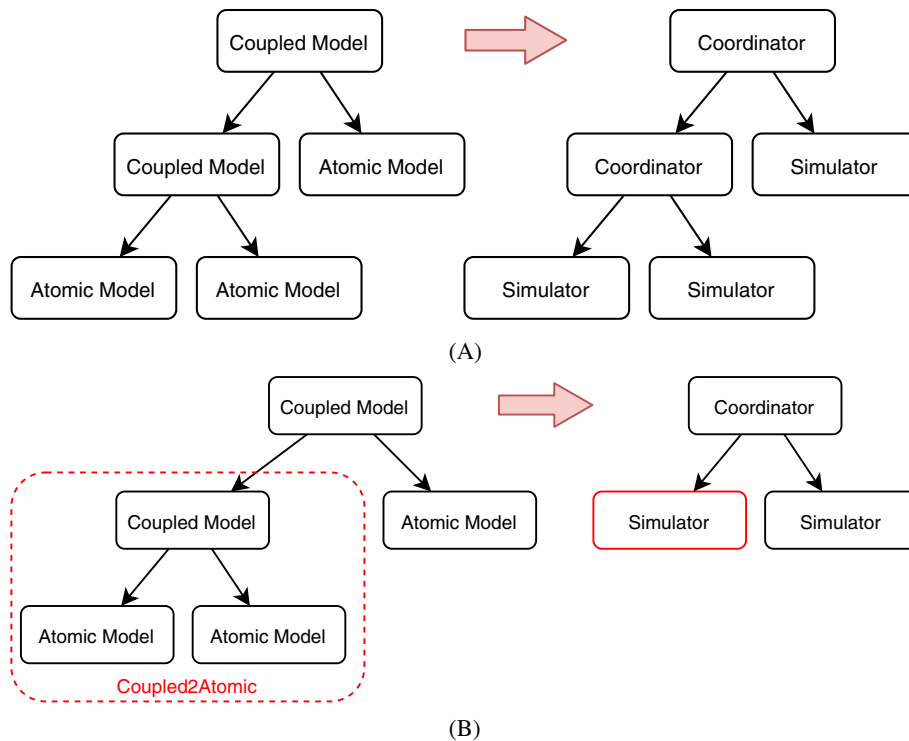 Coupled Model
Coordinator
Coupled Model
Atomic Model
Coordinator
Simulator
Atomic Model
Atomic Model
Simulator
Simulator
(A)
Coupled Model
Coordinator
Coupled Model
Atomic Model
Simulator
Simulator
Atomic Model
Atomic Model
Coupled2Atomic
(B)